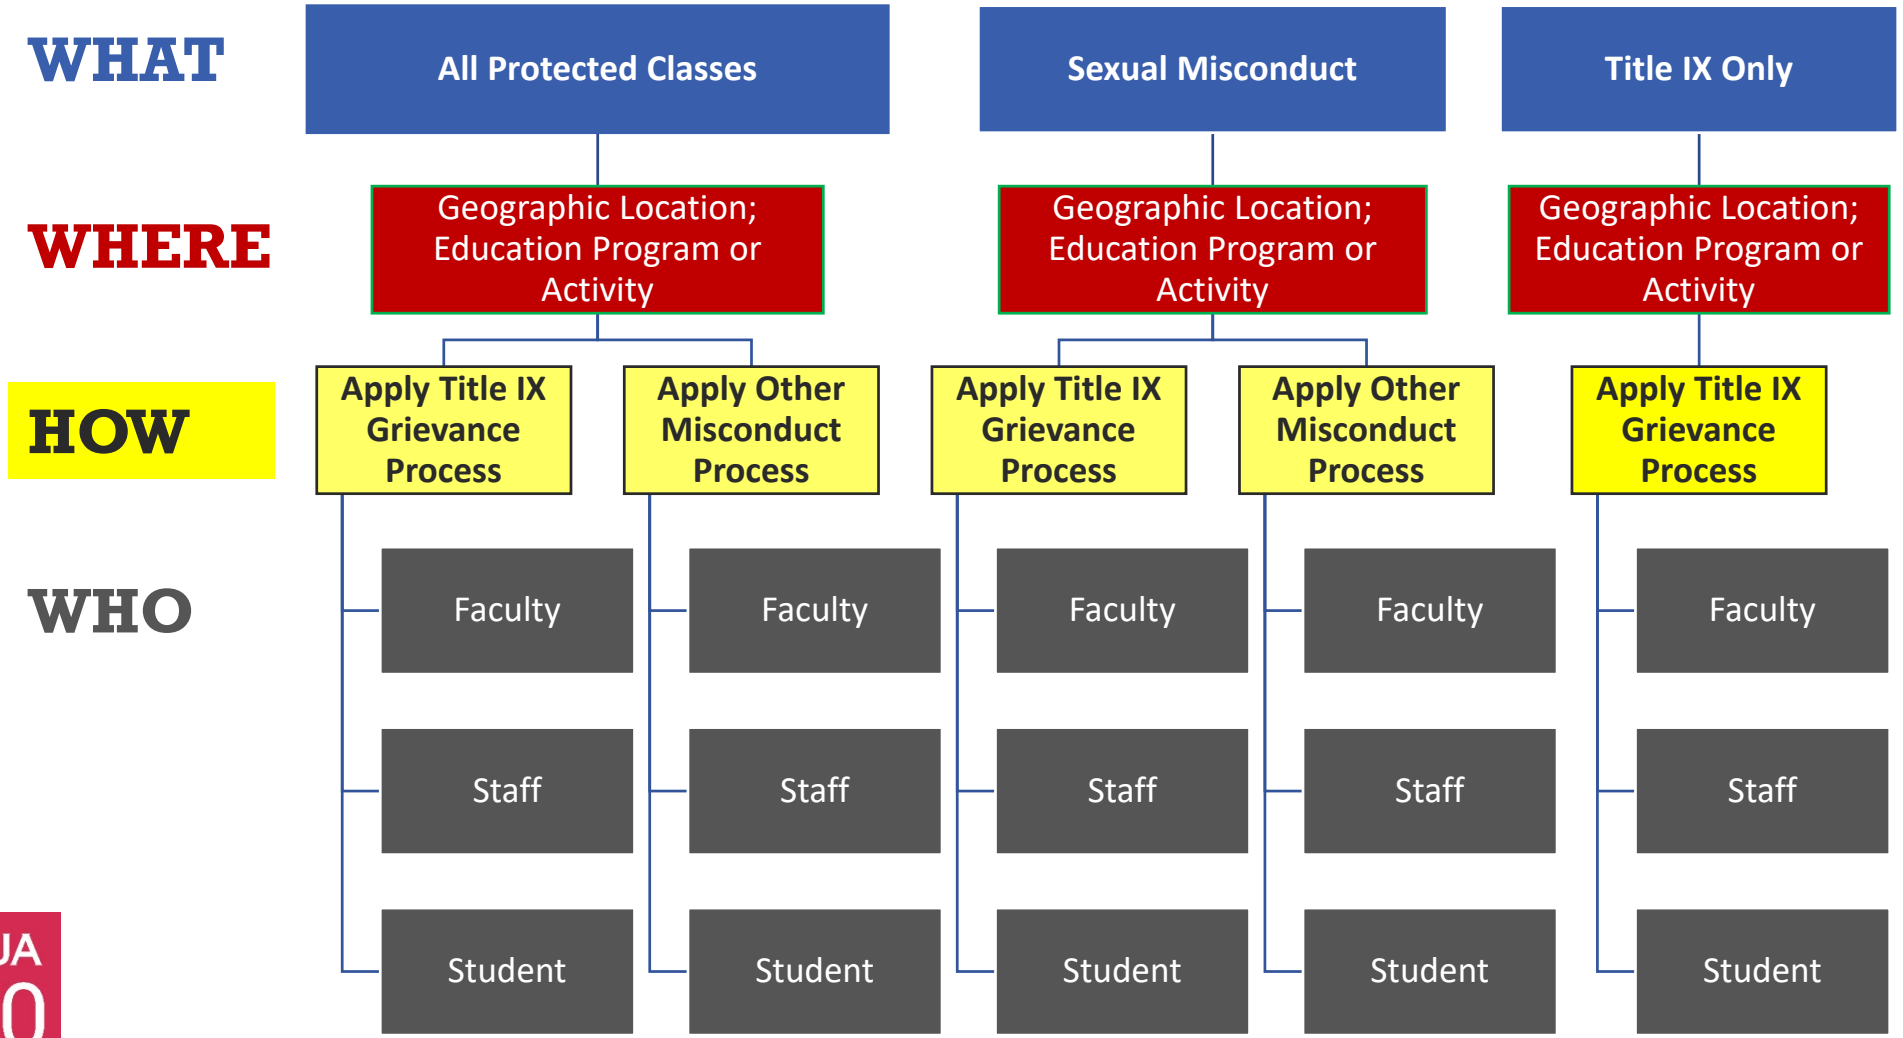 WHAT
All Protected Classes
Sexual Misconduct
Title IX Only
WHERE
Geographic Location;
Education Program or
Activity
Geographic Location;
Education Program or
Activity
Geographic Location;
Education Program or
Activity
HOW
Apply Title IX
Grievance
Process
Apply Other
Misconduct
Process
Apply Title IX
Grievance
Process
Apply Other
Misconduct
Process
Apply Title IX
Grievance
Process
WHO
Faculty
Faculty
Faculty
Faculty
Faculty
Staff
Staff
Staff
Staff
Staff
Student
Student
Student
Student
Student